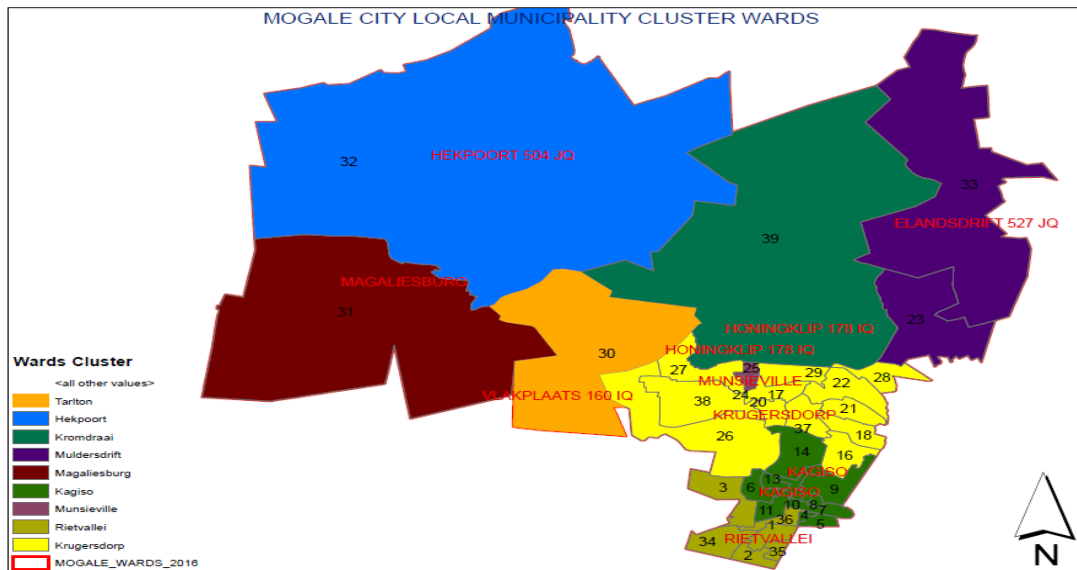 MOGALE CITY LOCAL MUNICIPALITY CLUSTER WARDS
32
HEKPOORT 504 JQ
33
ELANDSDRIFT 527 JQ
39
MAGALIESBURG
31
23
HONINGKLIP 178 IQ
30
HONINGKLIP 178 IQ
27
25
29
22
28
MUNSIEVILLE
VLAKPLAATS 160 IQ
38
24
20
17
21
KRUGERSDORP
26
37
18
14
16
KAGISO
3
6
13
9
KAGISO
10
8
7
11
4
1
36
5
34
RIETVALLEI
2
35
Wards Cluster
<all other values>
Tarlton
Hekpoort
Kromdraai
Muldersdrift
Magaliesburg
Kagiso
Munsieville
Rietvallei
Krugersdorp
MOGALE_WARDS_2016
N